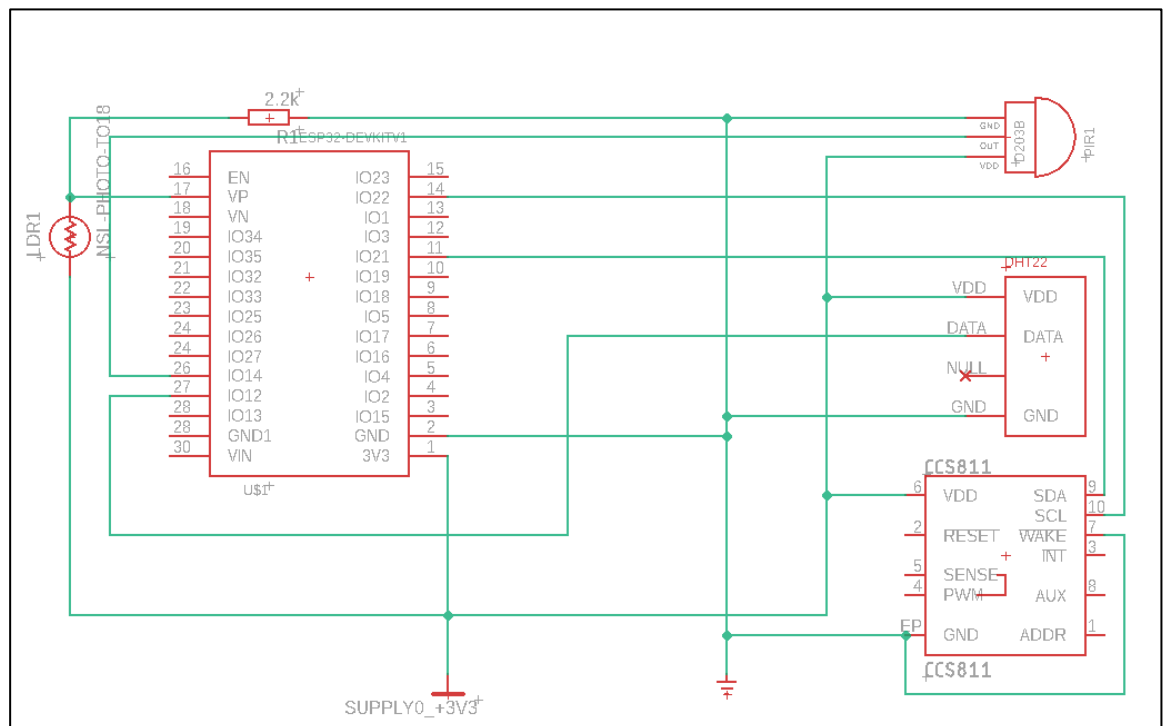 2.2k
R1
ESP32-DEVKITV1
NSL-PHOTO-TO18
LDR1
16 EN
17 VP
18 VN
19 IO34
20 IO35
21 IO32
22 IO33
23 IO25
24 IO26
24 IO27
26 IO14
27 IO12
28 IO13
28 GND1
30 VIN
IO23 15
IO22 14
IO1 13
IO3 12
IO21 11
IO19 10
IO18 9
IO5 8
IO17 7
IO16 6
IO4 5
IO2 4
IO15 3
GND 2
3V3 1
U$1
GND
OUT
VDD
D203B
PIR1
DHT22
VDD VDD
DATA DATA
NULL
GND GND
CCS811
6 VDD SDA 9
SCL 10
2 RESET WAKE 7
INT 3
5 SENSE
4 PWM AUX 8
EP GND ADDR 1
CCS811
SUPPLY0_+3V3